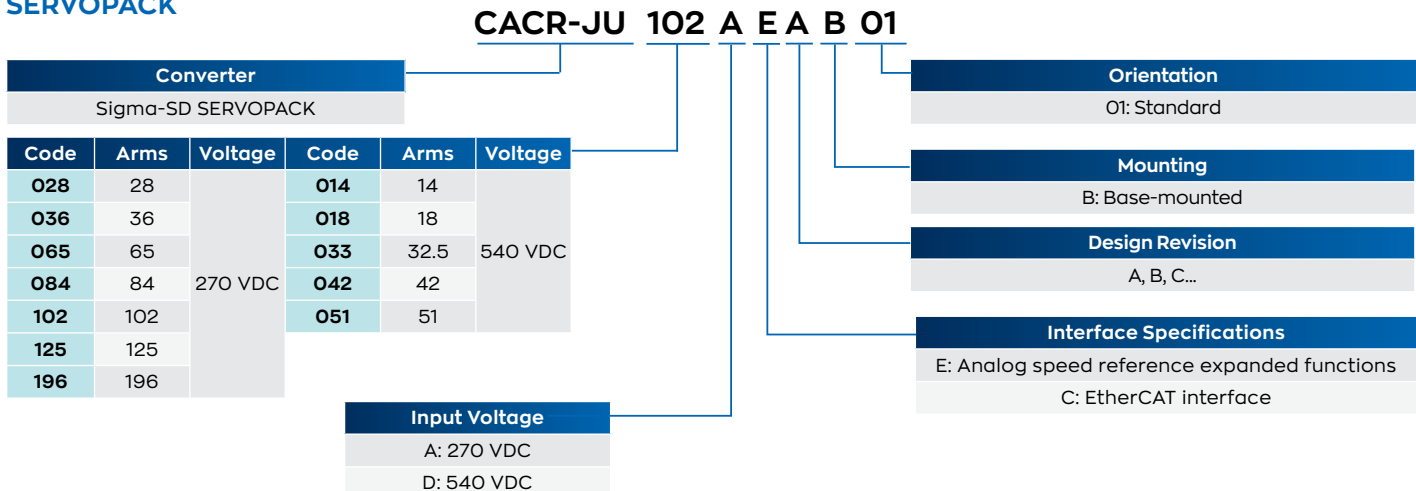 SERVOPACK
CACR-JU 102 A E A B 01
Converter
Sigma-SD SERVOPACK
Code Arms Voltage Code Arms Voltage
028 28 014 14
036 36 018 18
065 65 033 32.5 540 VDC
084 84 270 VDC 042 42
102 102 051 51
125 125
196 196
Input Voltage
A: 270 VDC
D: 540 VDC
Orientation
01: Standard
Mounting
B: Base-mounted
Design Revision
A, B, C...
Interface Specifications
E: Analog speed reference expanded functions
C: EtherCAT interface